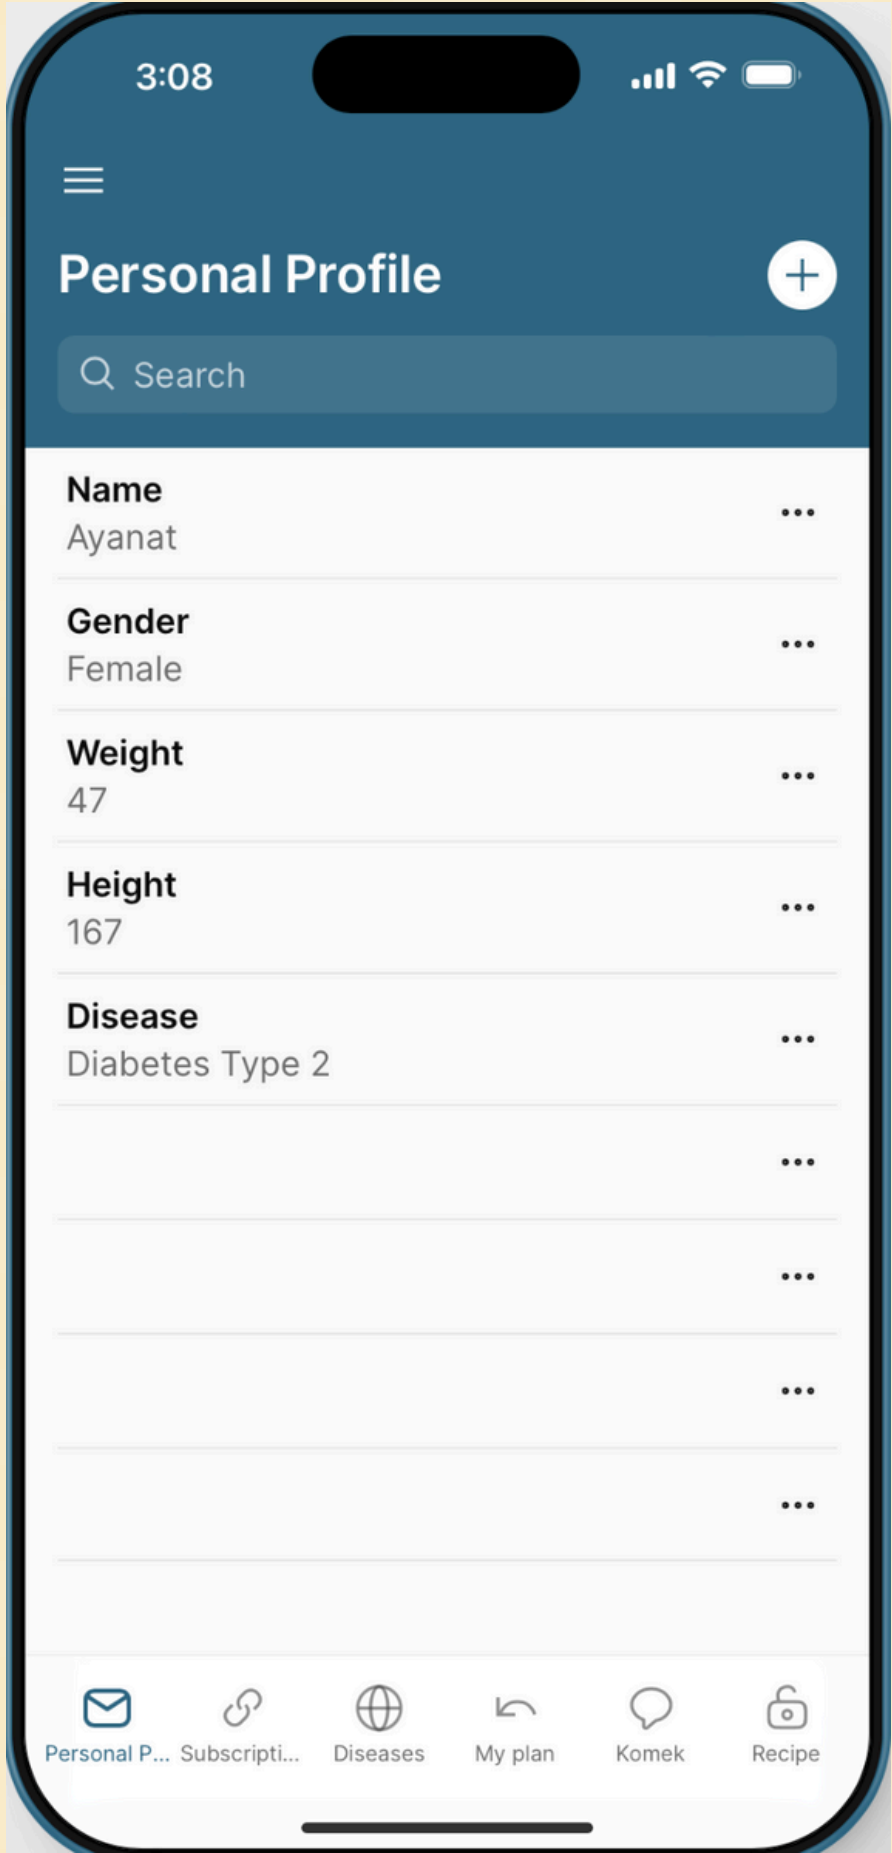 3:08
Personal Profile
Search
Name
Ayanat
Gender
Female
Weight
47
Height
167
Disease
Diabetes Type 2
Personal P... Subscripti... Diseases My plan Komek Recipe